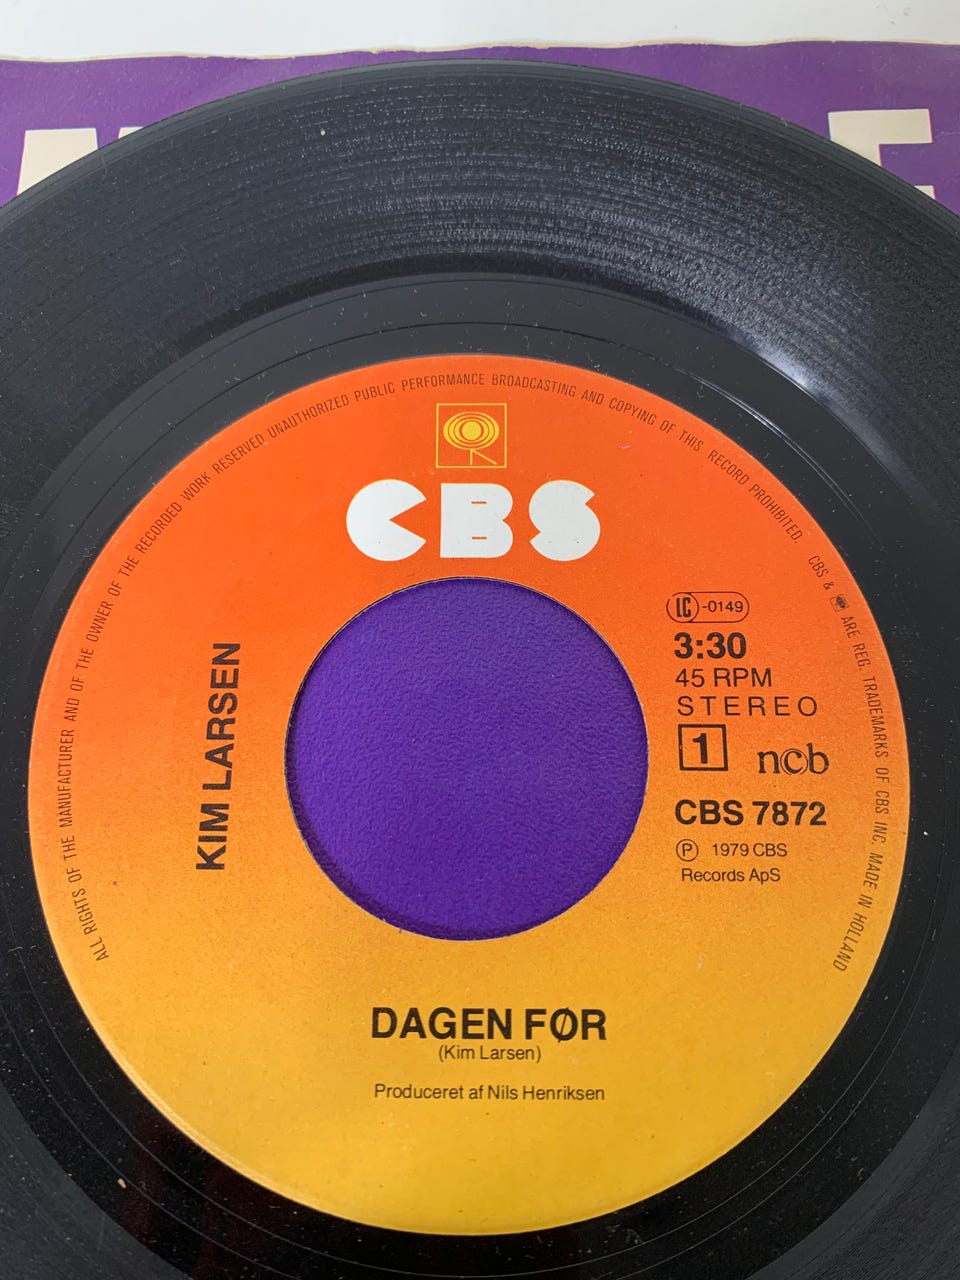 ALL RIGHTS OF THE MANUFACTURER AND OF THE OWNER OF THE RECORDED WORK RESERVED UNAUTHORIZED PUBLIC PERFORMANCE BROADCASTING AND COPYING OF THIS RECORD PROHIBITED. CBS & ARE REG. TRADEMARKS OF CBS INC. MADE IN HOLLAND
CBS
KIM LARSEN
LC -0149
3:30
45 RPM
STEREO
1 ncb
CBS 7872
Ⓟ 1979 CBS
Records ApS
DAGEN FØR
(Kim Larsen)
Produceret af Nils Henriksen